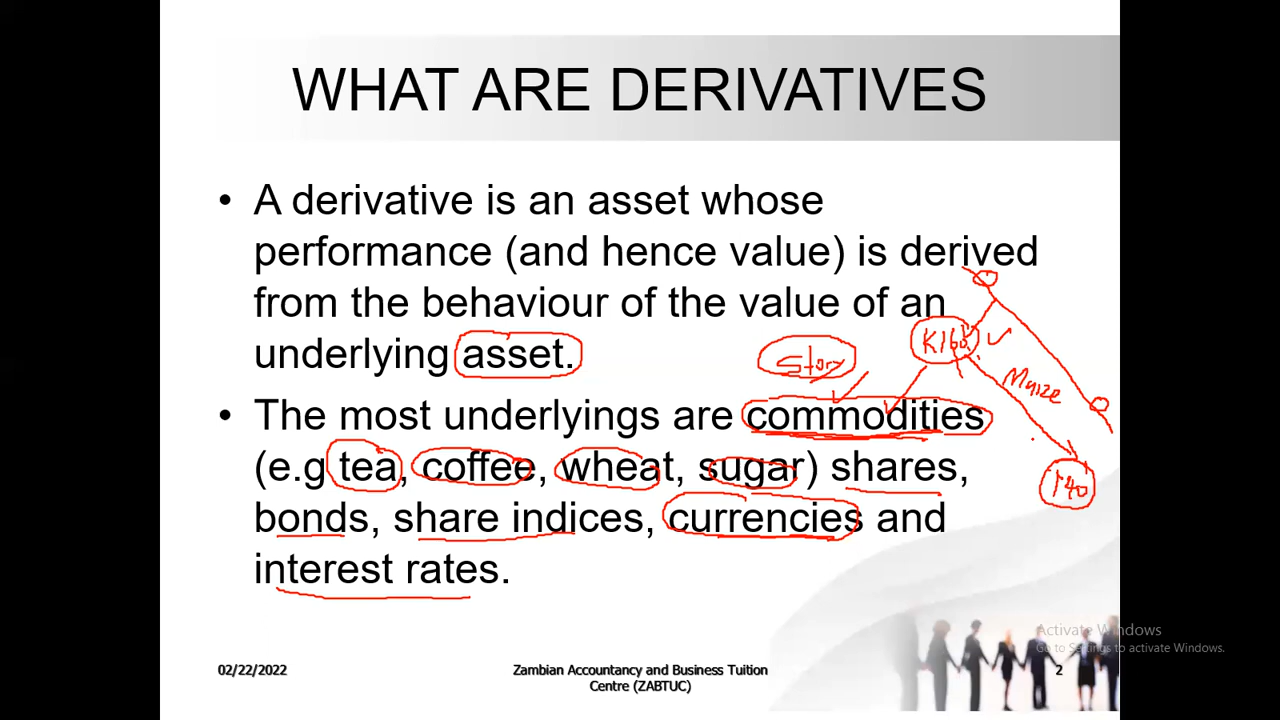 WHAT ARE DERIVATIVES
• A derivative is an asset whose
performance (and hence value) is derived
from the behaviour of the value of an
underlying asset.
Story
K160
Maize
140
• The most underlyings are commodities
(e.g tea, coffee, wheat, sugar) shares,
bonds, share indices, currencies and
interest rates.
Activate Windows
Go to Settings to activate Windows.
02/22/2022
Zambian Accountancy and Business Tuition
Centre (ZABTUC)
2